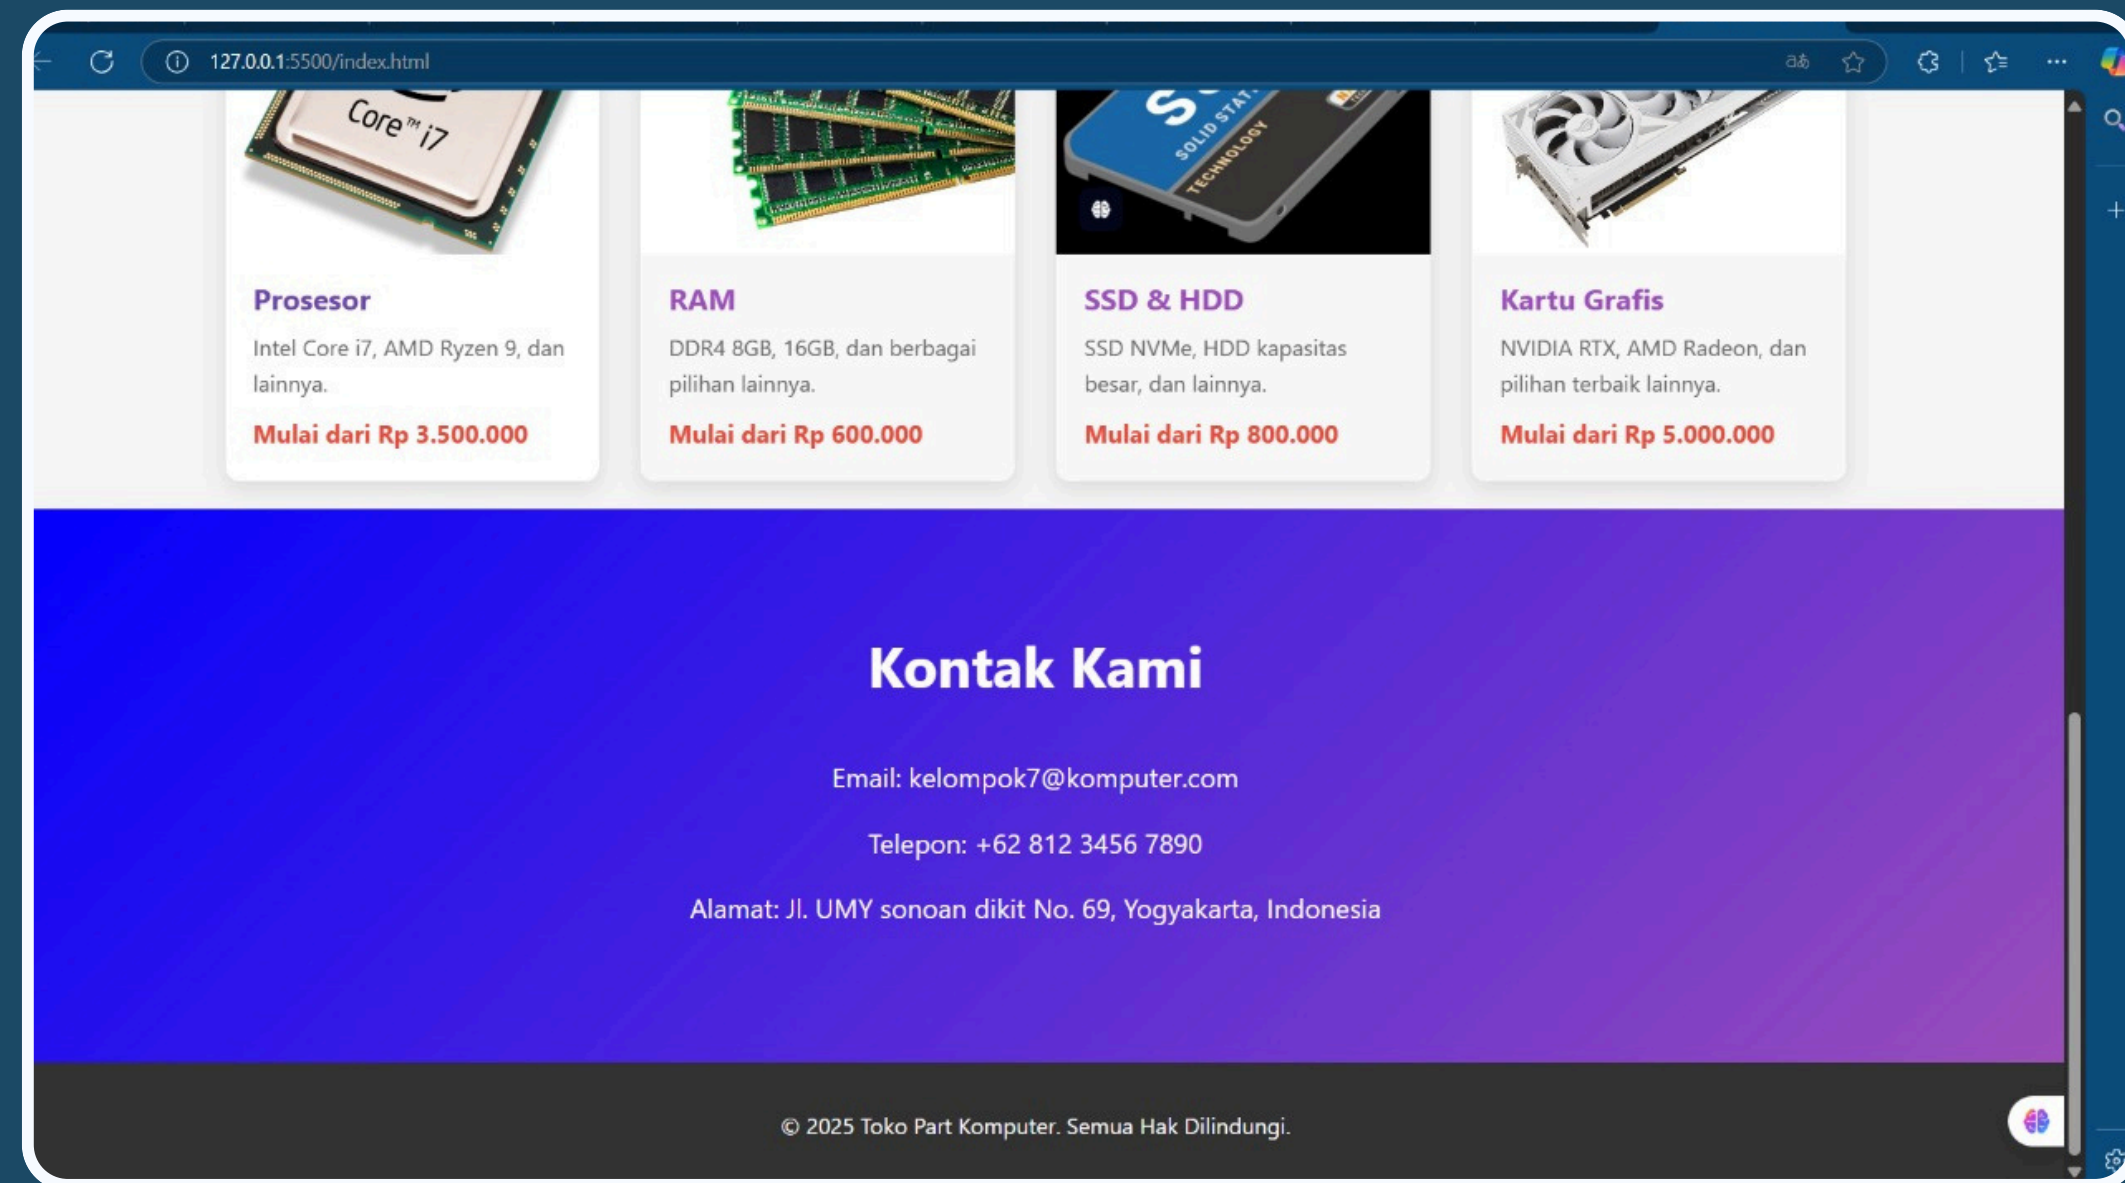 127.0.0.1:5500/index.html
Core™ i7
SOLID STAT
TECHNOLOGY
Prosesor
Intel Core i7, AMD Ryzen 9, dan
lainnya.
Mulai dari Rp 3.500.000
RAM
DDR4 8GB, 16GB, dan berbagai
pilihan lainnya.
Mulai dari Rp 600.000
SSD & HDD
SSD NVMe, HDD kapasitas
besar, dan lainnya.
Mulai dari Rp 800.000
Kartu Grafis
NVIDIA RTX, AMD Radeon, dan
pilihan terbaik lainnya.
Mulai dari Rp 5.000.000
Kontak Kami
Email: kelompok7@komputer.com
Telepon: +62 812 3456 7890
Alamat: Jl. UMY sonoan dikit No. 69, Yogyakarta, Indonesia
© 2025 Toko Part Komputer. Semua Hak Dilindungi.